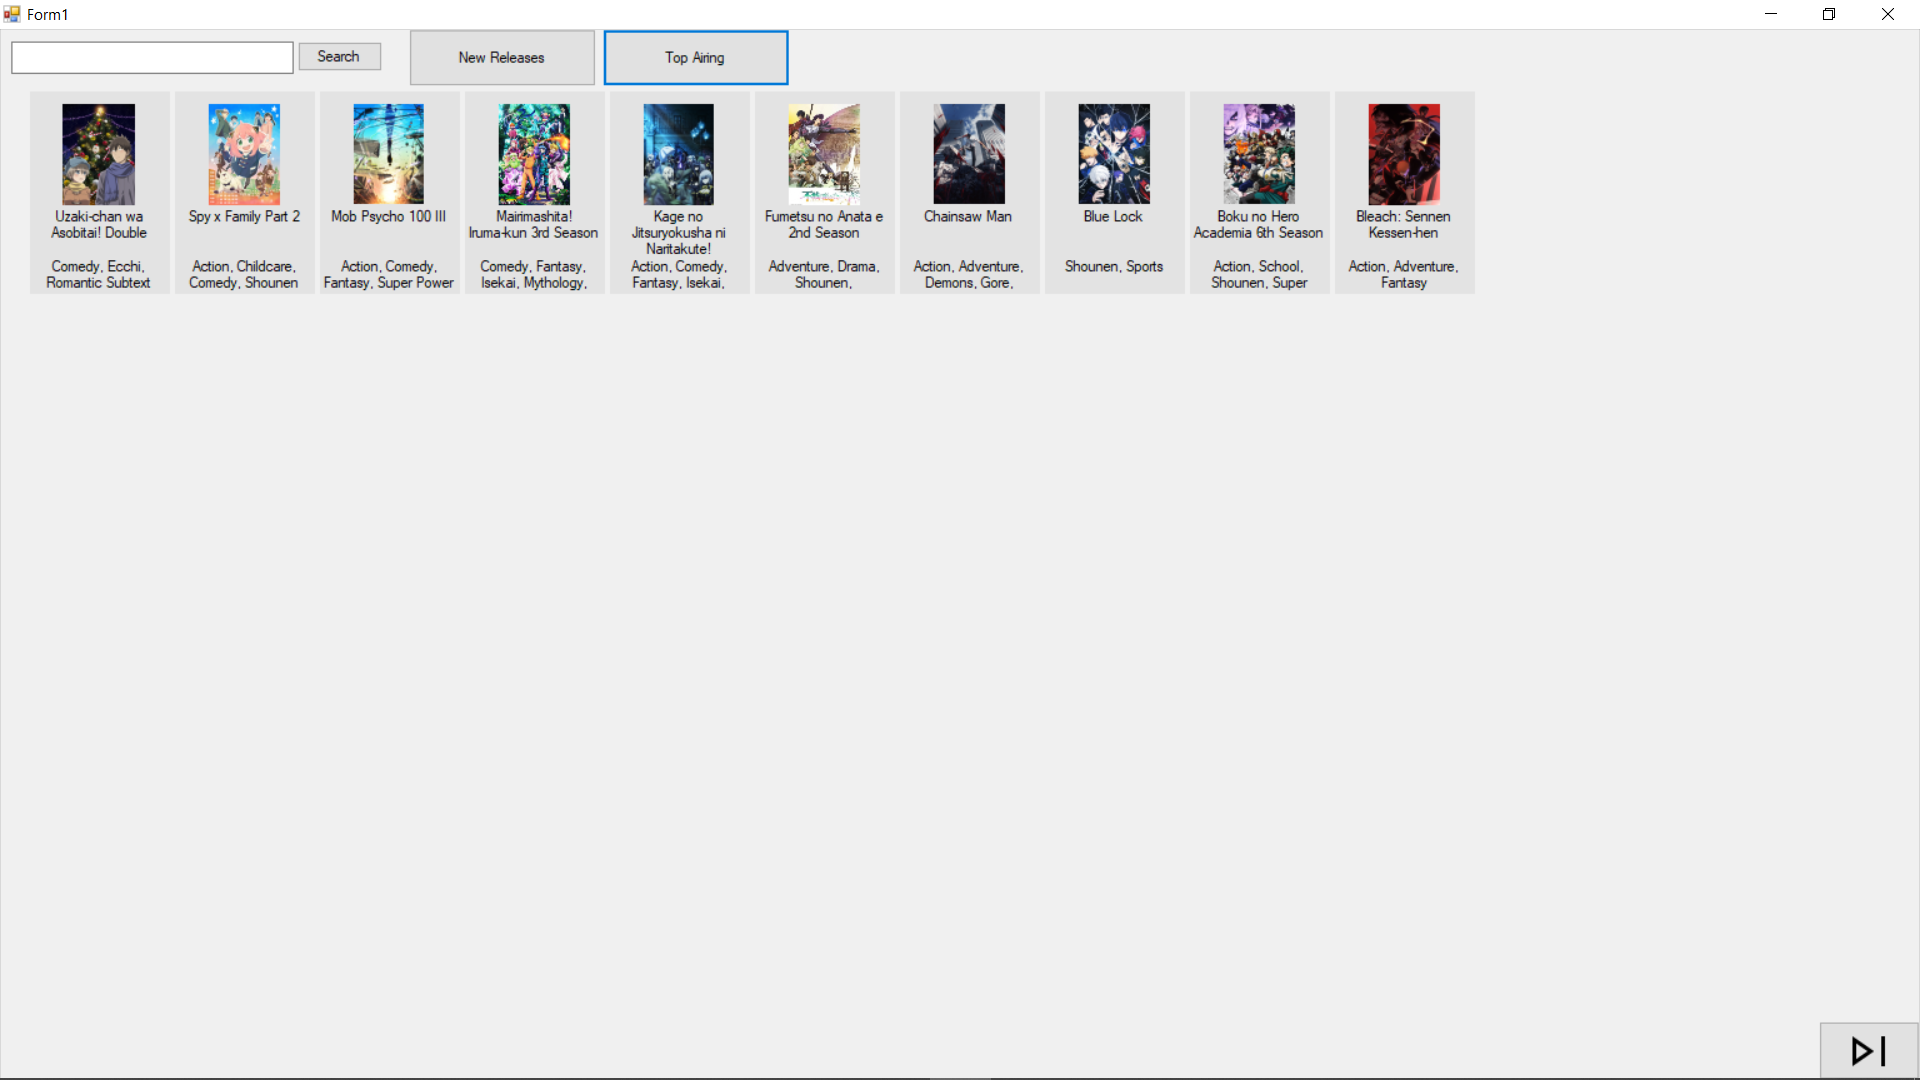 Form1
Search
New Releases
Top Airing
Uzaki-chan wa
Asobitai! Double
Comedy, Ecchi,
Romantic Subtext
Spy x Family Part 2
Action, Childcare,
Comedy, Shounen
Mob Psycho 100 III
Action, Comedy,
Fantasy, Super Power
Mairimashita!
Iruma-kun 3rd Season
Comedy, Fantasy,
Isekai, Mythology,
Kage no
Jitsuryokusha ni
Naritakute!
Action, Comedy,
Fantasy, Isekai,
Fumetsu no Anata e
2nd Season
Adventure, Drama,
Shounen,
Chainsaw Man
Action, Adventure,
Demons, Gore,
Blue Lock
Shounen, Sports
Boku no Hero
Academia 6th Season
Action, School,
Shounen, Super
Bleach: Sennen
Kessen-hen
Action, Adventure,
Fantasy